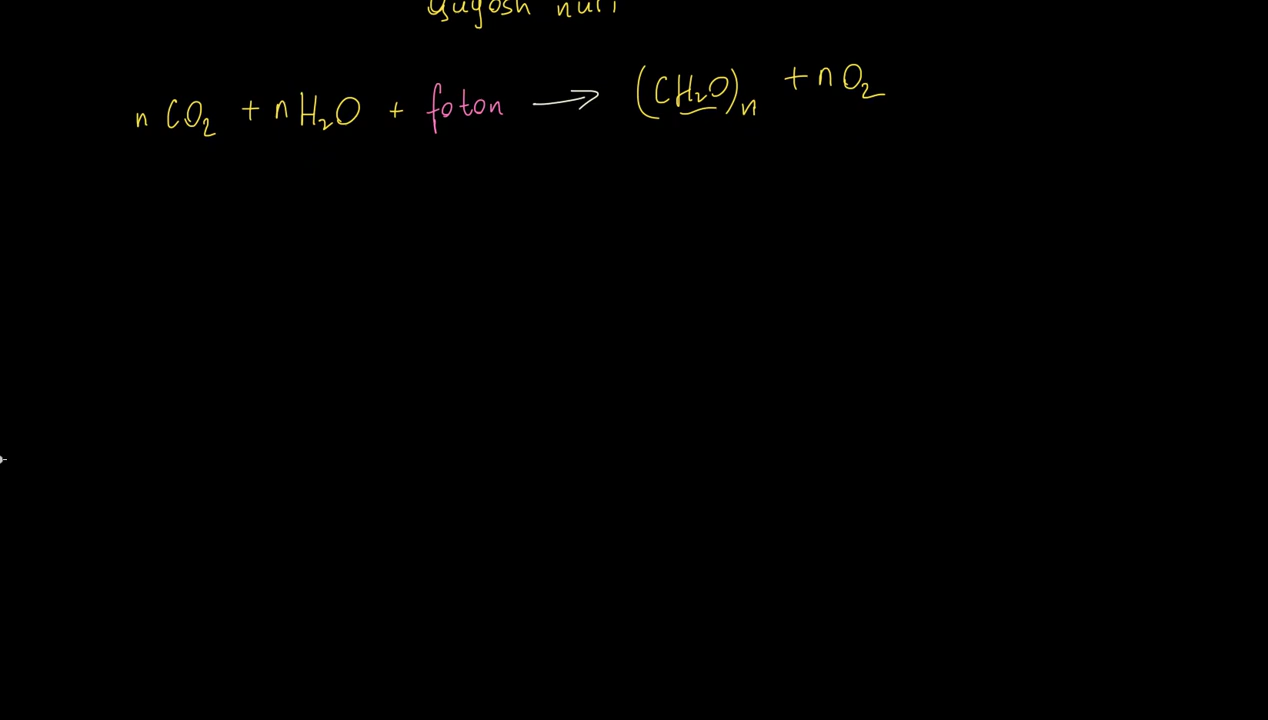 Quyosh nuri
n CO₂ + n H₂O + foton → (CH₂O)ₙ + n O₂